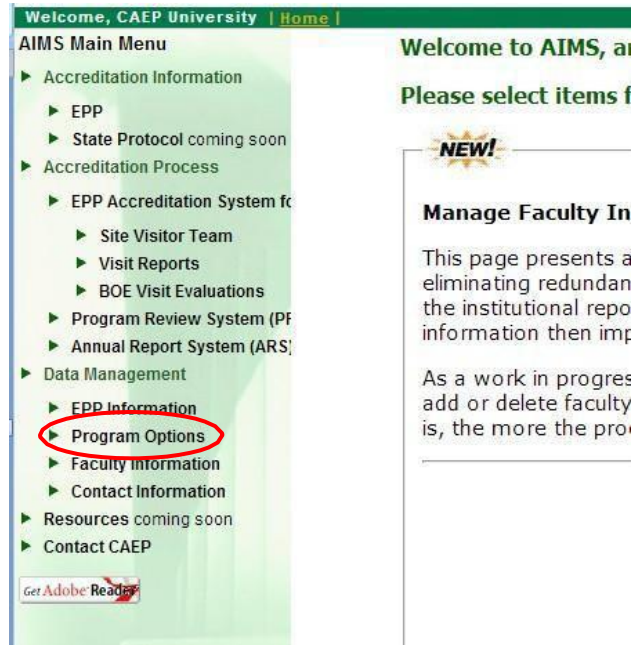 Welcome, CAEP University | Home |
AIMS Main Menu
Accreditation Information
EPP
State Protocol coming soon
Accreditation Process
EPP Accreditation System fo
Site Visitor Team
Visit Reports
BOE Visit Evaluations
Program Review System (PR
Annual Report System (ARS)
Data Management
EPP Information
Program Options
Faculty Information
Contact Information
Resources coming soon
Contact CAEP
Get Adobe Reader
Welcome to AIMS, an
Please select items f
NEW!
Manage Faculty In
This page presents a
eliminating redundan
the institutional repo
information then imp
As a work in progres
add or delete faculty
is, the more the pro